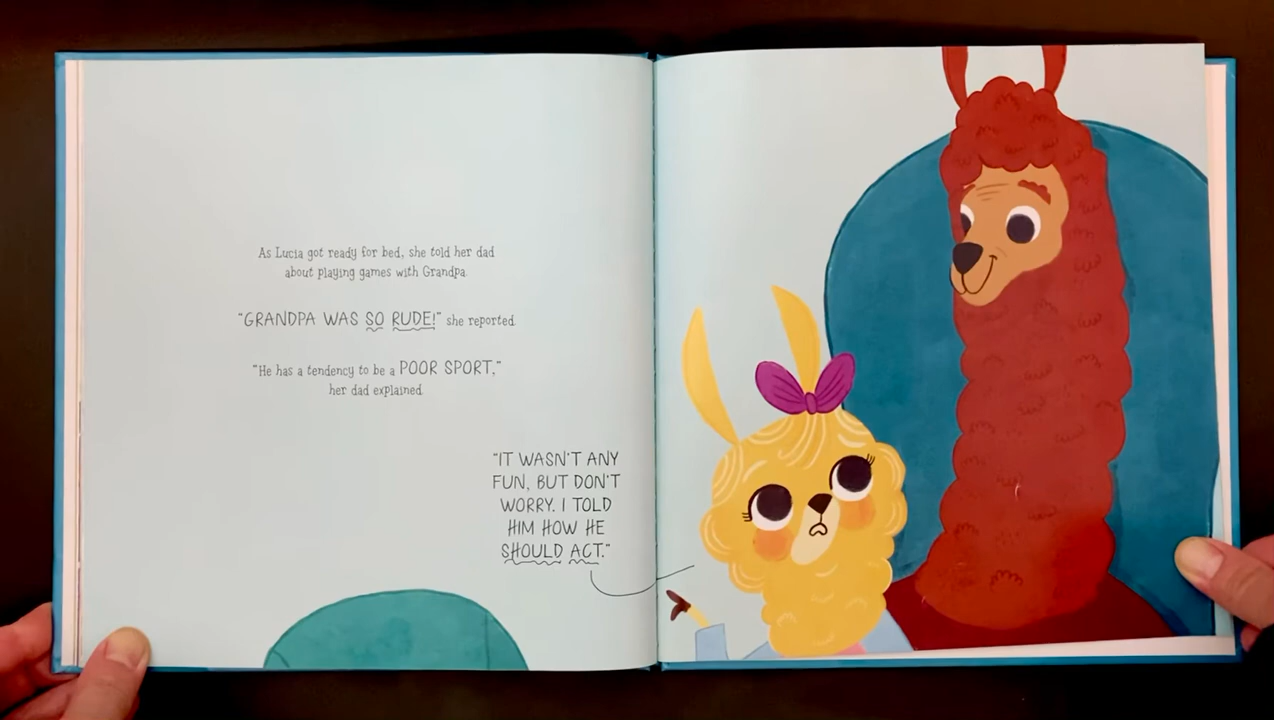 As Lucia got ready for bed, she told her dad
about playing games with Grandpa.
"GRANDPA WAS SO RUDE!" she reported.
"He has a tendency to be a POOR SPORT,"
her dad explained.
"IT WASN'T ANY
FUN, BUT DON'T
WORRY. I TOLD
HIM HOW HE
SHOULD ACT."